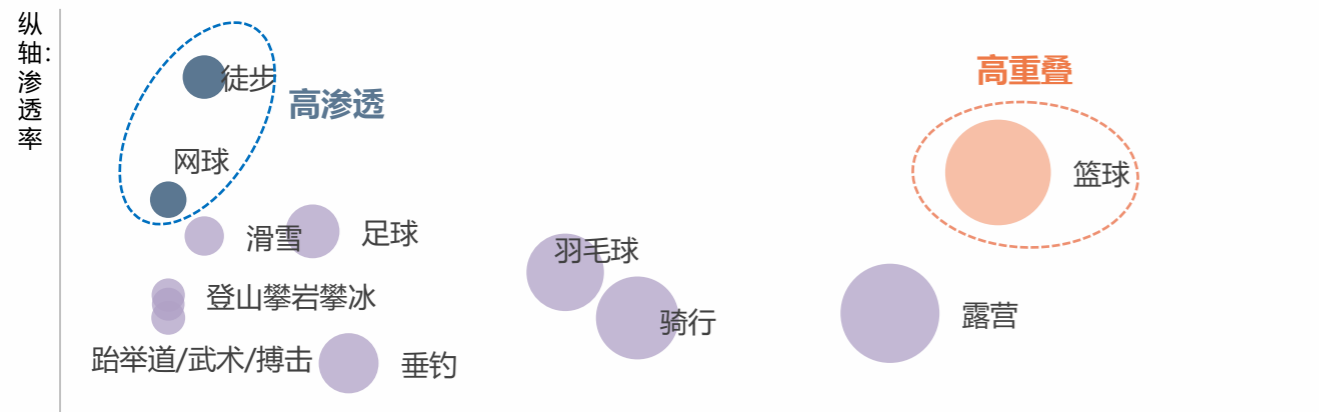 纵轴：渗透率
徒步
高渗透
网球
滑雪
足球
登山攀岩攀冰
跆举道/武术/搏击
垂钓
羽毛球
骑行
露营
高重叠
篮球